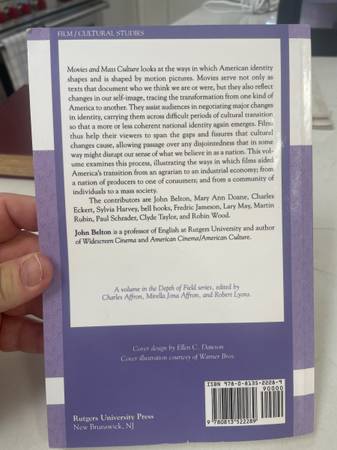 FILM / CULTURAL STUDIES
Movies and Mass Culture looks at the ways in which American identity
shapes and is shaped by motion pictures. Movies serve not only as
texts that document who we think we are or were, but they also reflect
changes in our self-image, tracing the transformation from one kind of
America to another. They assist audiences in negotiating major changes
in identity, carrying them across difficult periods of cultural transition
so that a more or less coherent national identity again emerges. Films
thus help their viewers to span the gaps and fissures that cultural
changes cause, allowing passage over any disjointedness that in some
way might disrupt our sense of what we believe in as a nation. This vol-
ume examines this process, illustrating the ways in which films aided
America's transition from an agrarian to an industrial economy; from
a nation of producers to one of consumers; and from a community of
individuals to a mass society.
The contributors are John Belton, Mary Ann Doane, Charles
Eckert, Sylvia Harvey, bell hooks, Fredric Jameson, Lary May, Martin
Rubin, Paul Schrader, Clyde Taylor, and Robin Wood.
John Belton is a professor of English at Rutgers University and author
of Widescreen Cinema and American Cinema/American Culture.
A volume in the Depth of Field series, edited by
Charles Affron, Mirella Jona Affron, and Robert Lyons.
Cover design by Ellen C. Dawson
Cover illustration courtesy of Warner Bros.
ISBN 978-0-8135-2228-9
90000
9 780813 522289
Rutgers University Press
New Brunswick, NJ